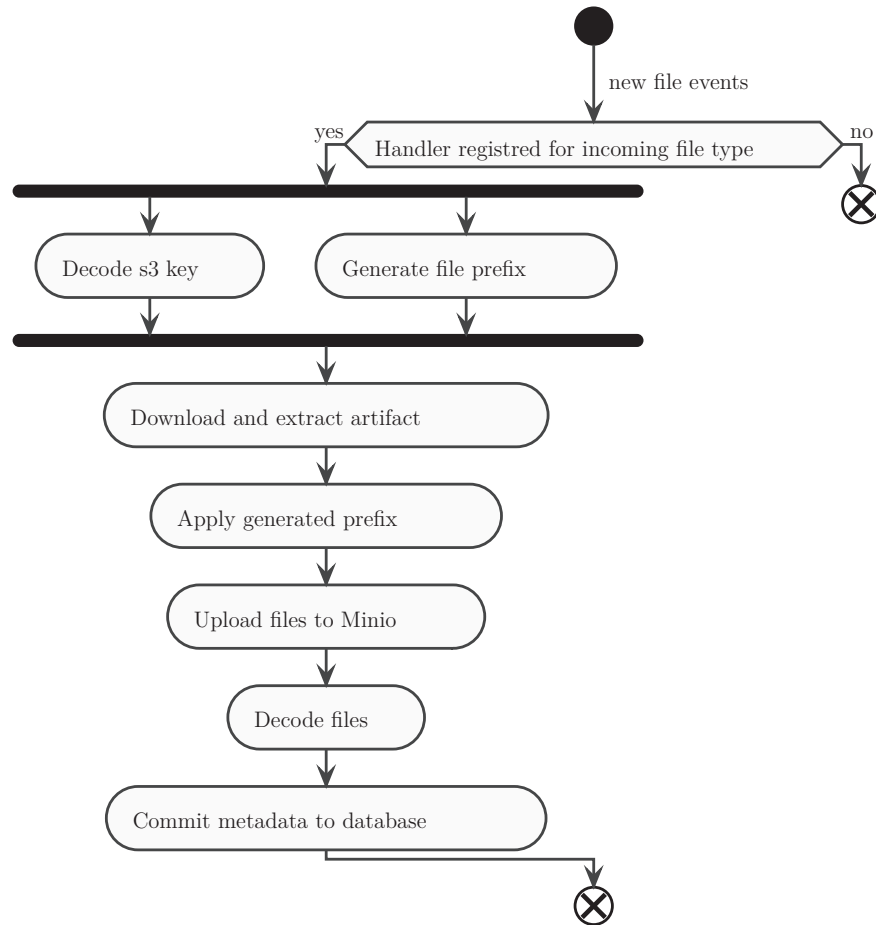 new file events
yes
Handler registred for incoming file type
no
Decode s3 key
Generate file prefix
Download and extract artifact
Apply generated prefix
Upload files to Minio
Decode files
Commit metadata to database